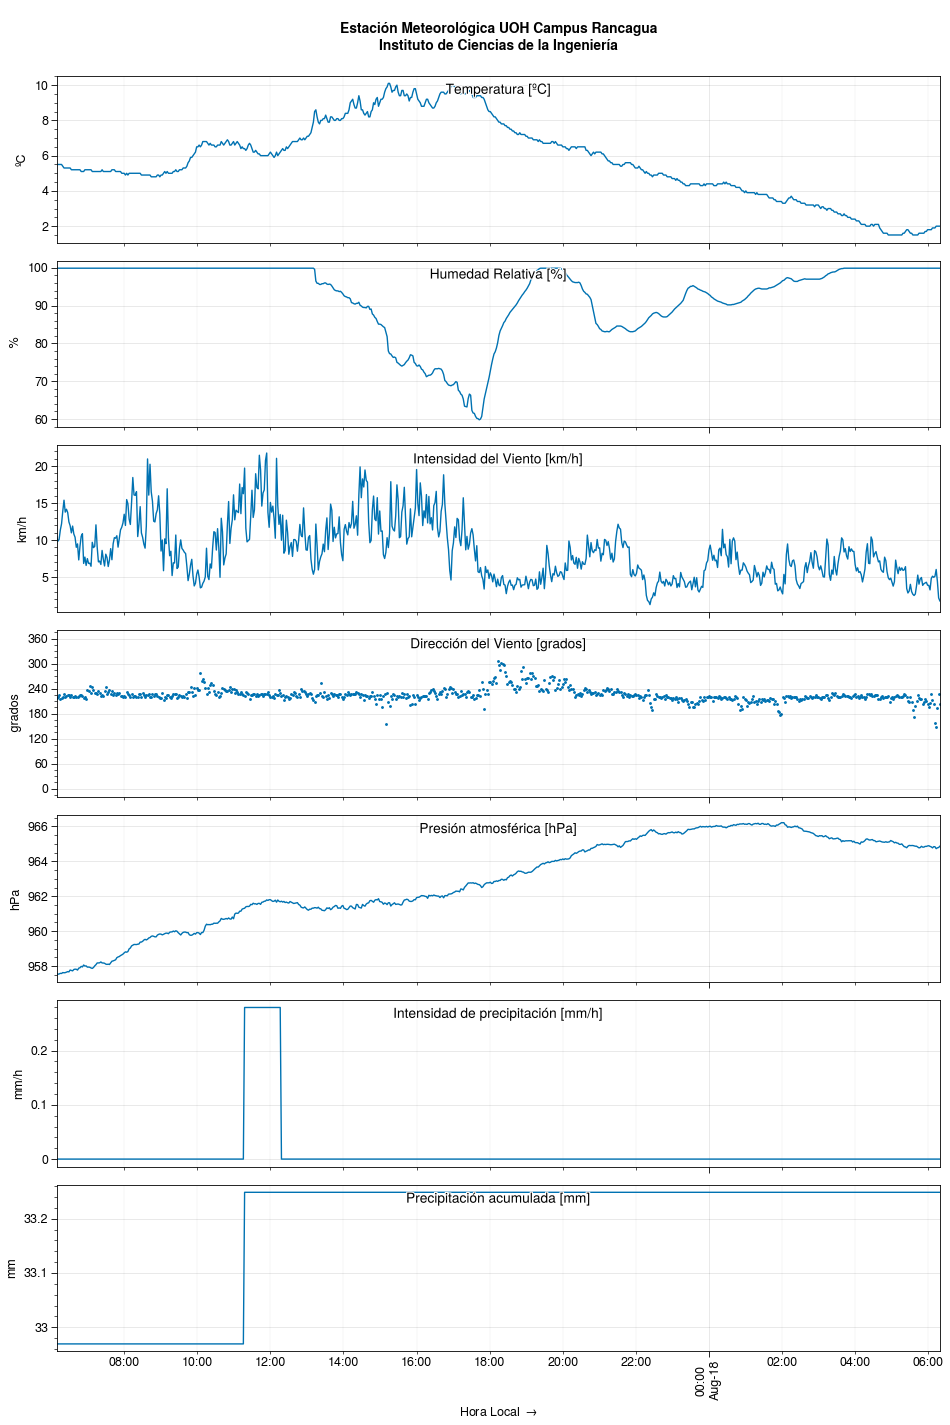 Estación Meteorológica UOH Campus Rancagua
Instituto de Ciencias de la Ingeniería
Temperatura [ºC]
ºC
10
8
6
4
2
Humedad Relativa [%]
%
100
90
80
70
60
Intensidad del Viento [km/h]
km/h
20
15
10
5
Dirección del Viento [grados]
grados
360
300
240
180
120
60
0
Presión atmosférica [hPa]
hPa
966
964
962
960
958
Intensidad de precipitación [mm/h]
mm/h
0.2
0.1
0
Precipitación acumulada [mm]
mm
33.2
33.1
33
08:00 10:00 12:00 14:00 16:00 18:00 20:00 22:00 00:00 02:00 04:00 06:00
Aug-18
Hora Local →